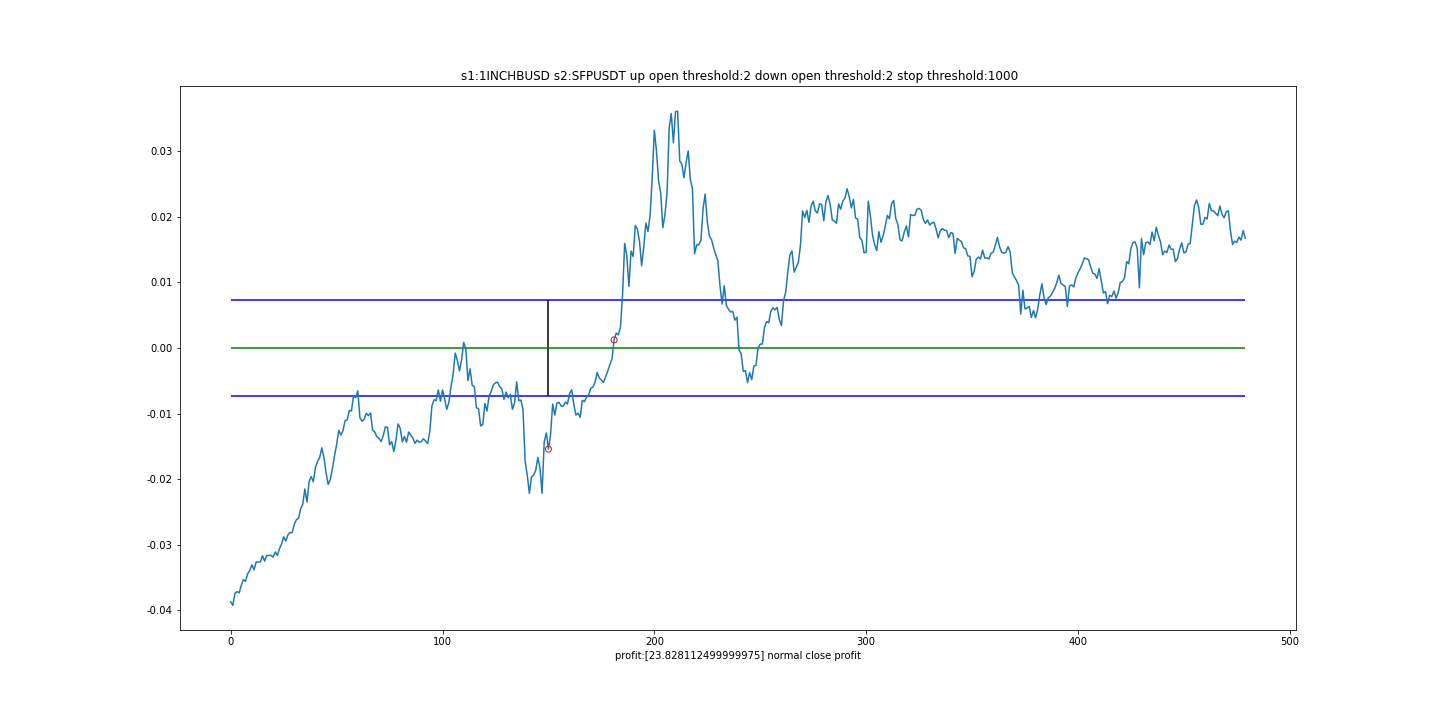 s1:1INCHBUSD s2:SFPUSDT up open threshold:2 down open threshold:2 stop threshold:1000
0.03
0.02
0.01
0.00
-0.01
-0.02
-0.03
-0.04
0 100 200 300 400 500
profit:[23.828112499999975] normal close profit